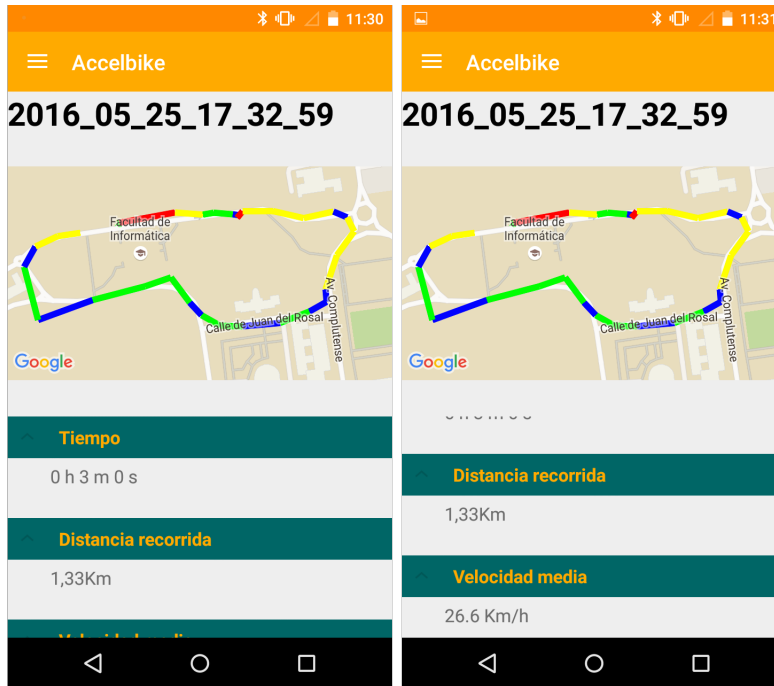 11:30
Accelbike
2016_05_25_17_32_59
Facultad de
Informática
Av. Complutense
Calle de Juan del Rosal
Google
Tiempo
0 h 3 m 0 s
Distancia recorrida
1,33Km
11:31
Accelbike
2016_05_25_17_32_59
Facultad de
Informática
Av. Complutense
Calle de Juan del Rosal
Google
Distancia recorrida
1,33Km
Velocidad media
26.6 Km/h